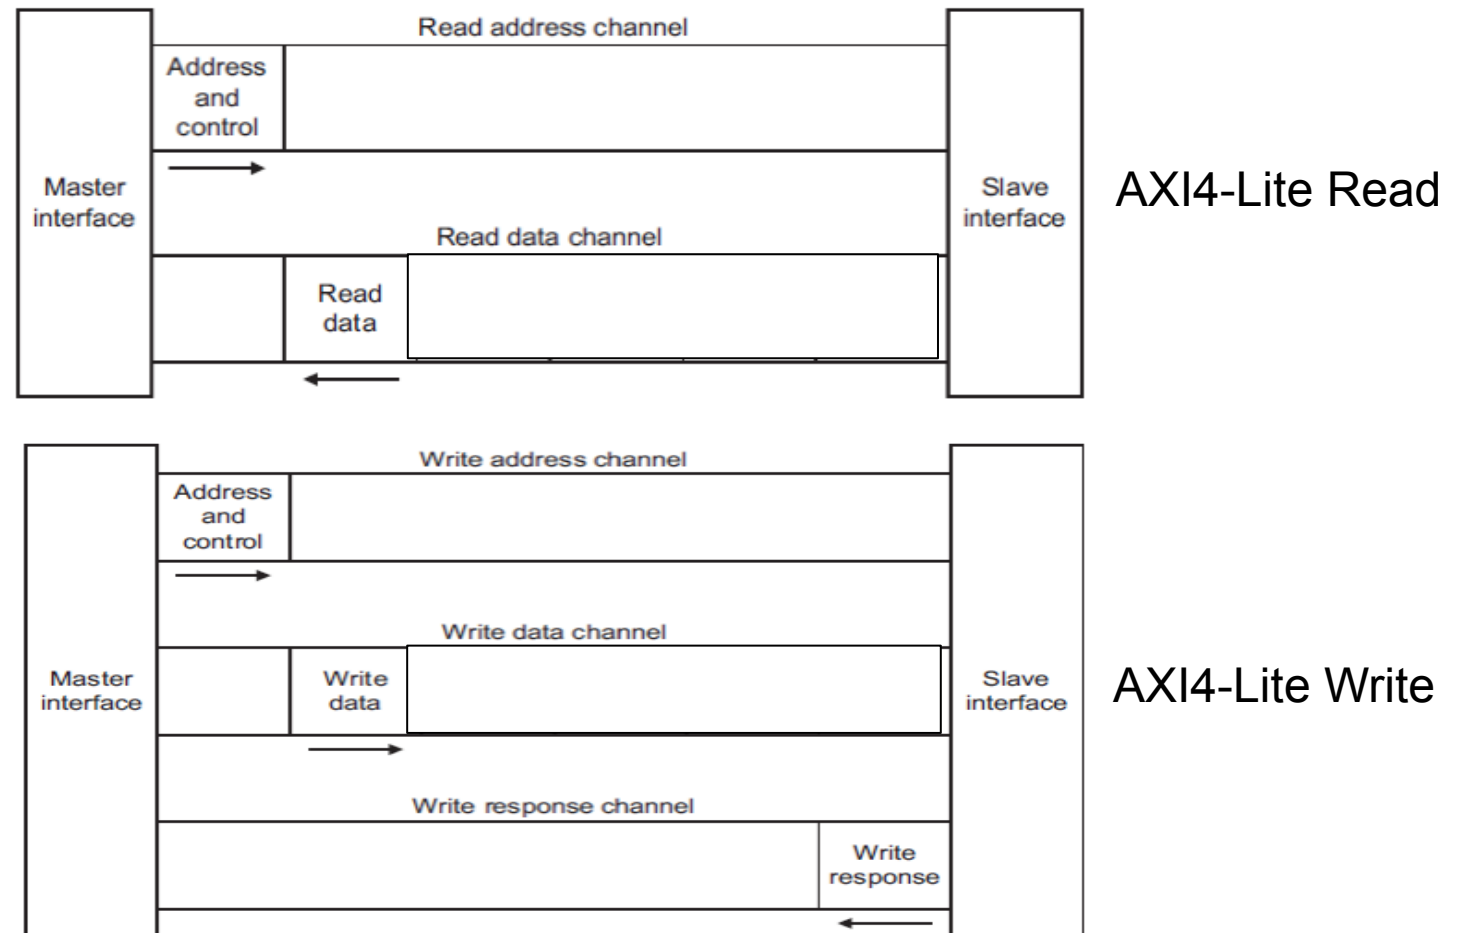 Read address channel
Address
and
control
Master
interface
Slave
interface
AXI4-Lite Read
Read data channel
Read
data
Write address channel
Address
and
control
Write data channel
Master
interface
Write
data
Slave
interface
AXI4-Lite Write
Write response channel
Write
response